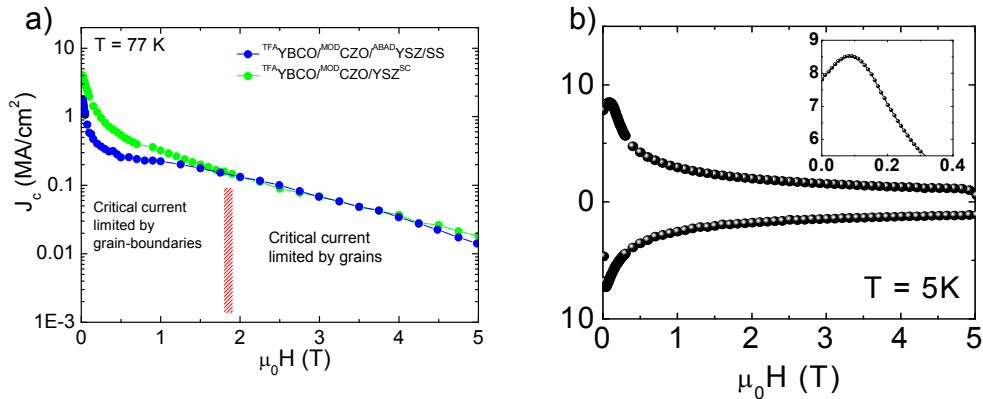 a)
T = 77 K
TFAYBCO/MODCZO/ABADYSZ/SS
TFAYBCO/MODCZO/YSZSC
10
1
0.1
0.01
1E-3
Jc (MA/cm2)
Critical current
limited by
grain-boundaries
Critical current
limited by grains
0 1 2 3 4 5
μ0H (T)
b)
10
5
0
5
10
9
8
7
6
0.0 0.2 0.4
T = 5K
0 1 2 3 4 5
μ0H (T)